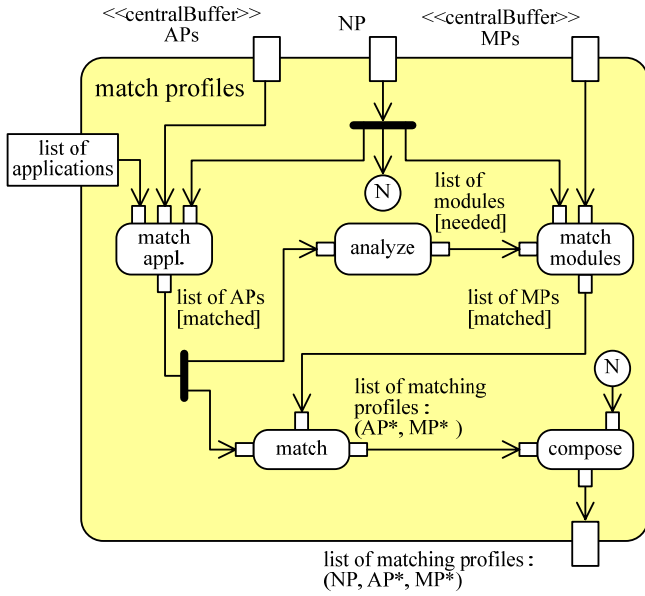 <<centralBuffer>>
APs
NP
<<centralBuffer>>
MPs
match profiles
list of
applications
N
list of
modules
[needed]
match
appl.
analyze
match
modules
list of APs
[matched]
list of MPs
[matched]
N
list of matching
profiles :
(AP*, MP* )
match
compose
list of matching profiles :
(NP, AP*, MP*)